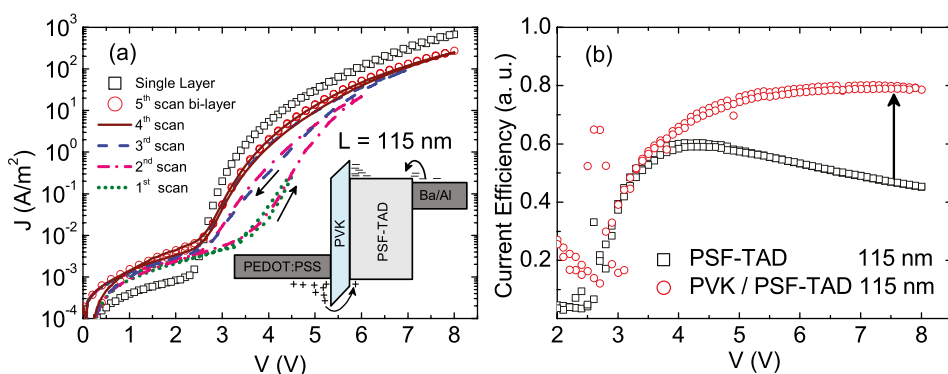 (a)
J (A/m²)
10³
10²
10¹
10⁰
10⁻¹
10⁻²
10⁻³
10⁻⁴
Single Layer
5ᵗʰ scan bi-layer
4ᵗʰ scan
3ʳᵈ scan
2ⁿᵈ scan
1ˢᵗ scan
L = 115 nm
PEDOT:PSS
PVK
PSF-TAD
Ba/Al
0 1 2 3 4 5 6 7 8
V (V)
(b)
Current Efficiency (a. u.)
1.0
0.8
0.6
0.4
0.2
PSF-TAD 115 nm
PVK / PSF-TAD 115 nm
2 3 4 5 6 7 8
V (V)